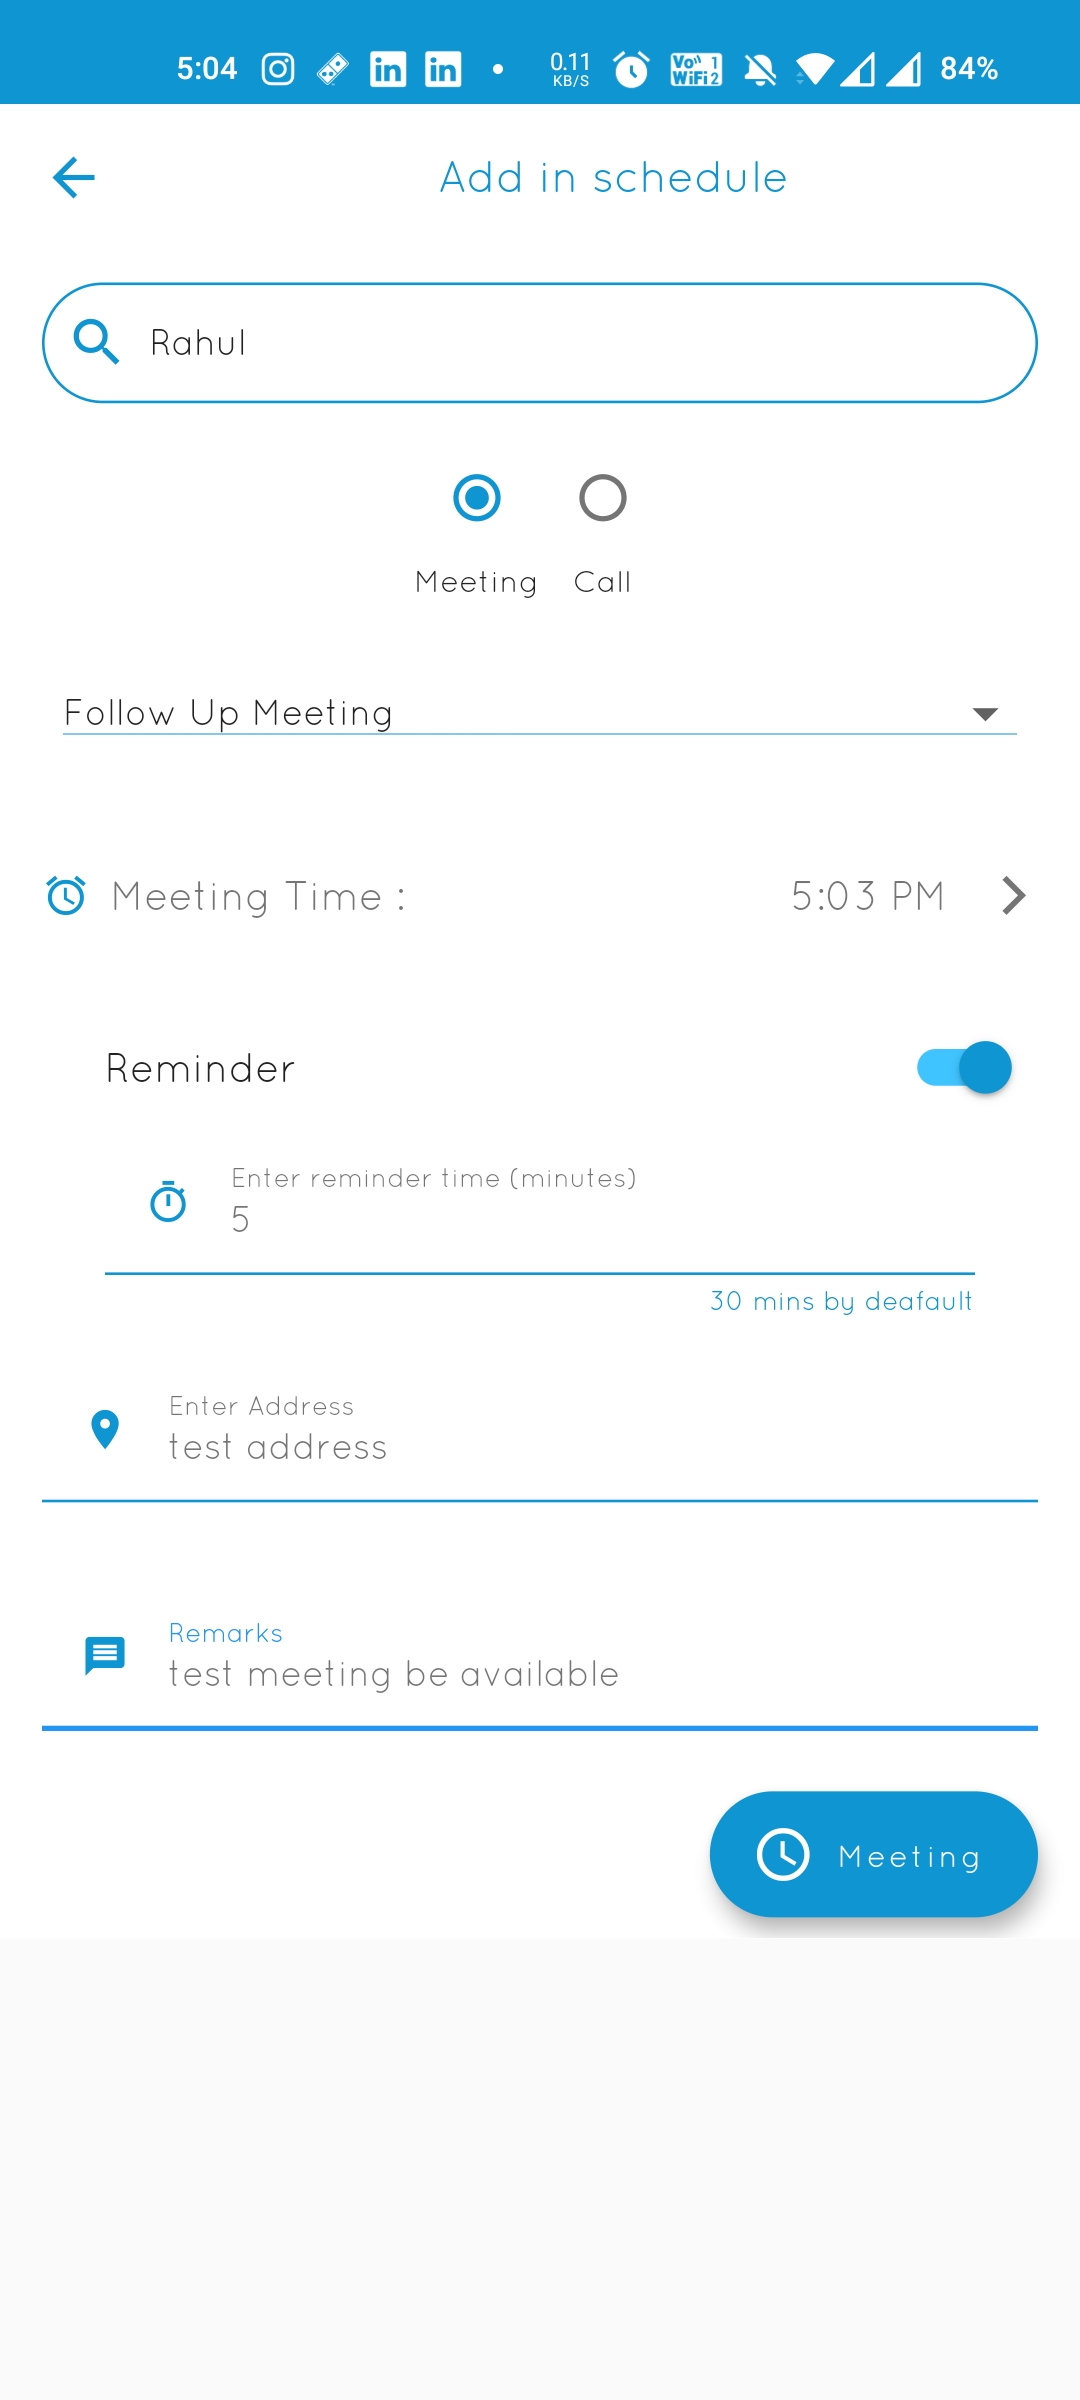 5:04 in in 0.11 KB/S Vo)) 1 WiFi 2 84%
Add in schedule
Rahul
Meeting Call
Follow Up Meeting
Meeting Time : 5:03 PM
Reminder
Enter reminder time (minutes)
5
30 mins by deafault
Enter Address
test address
Remarks
test meeting be available
Meeting